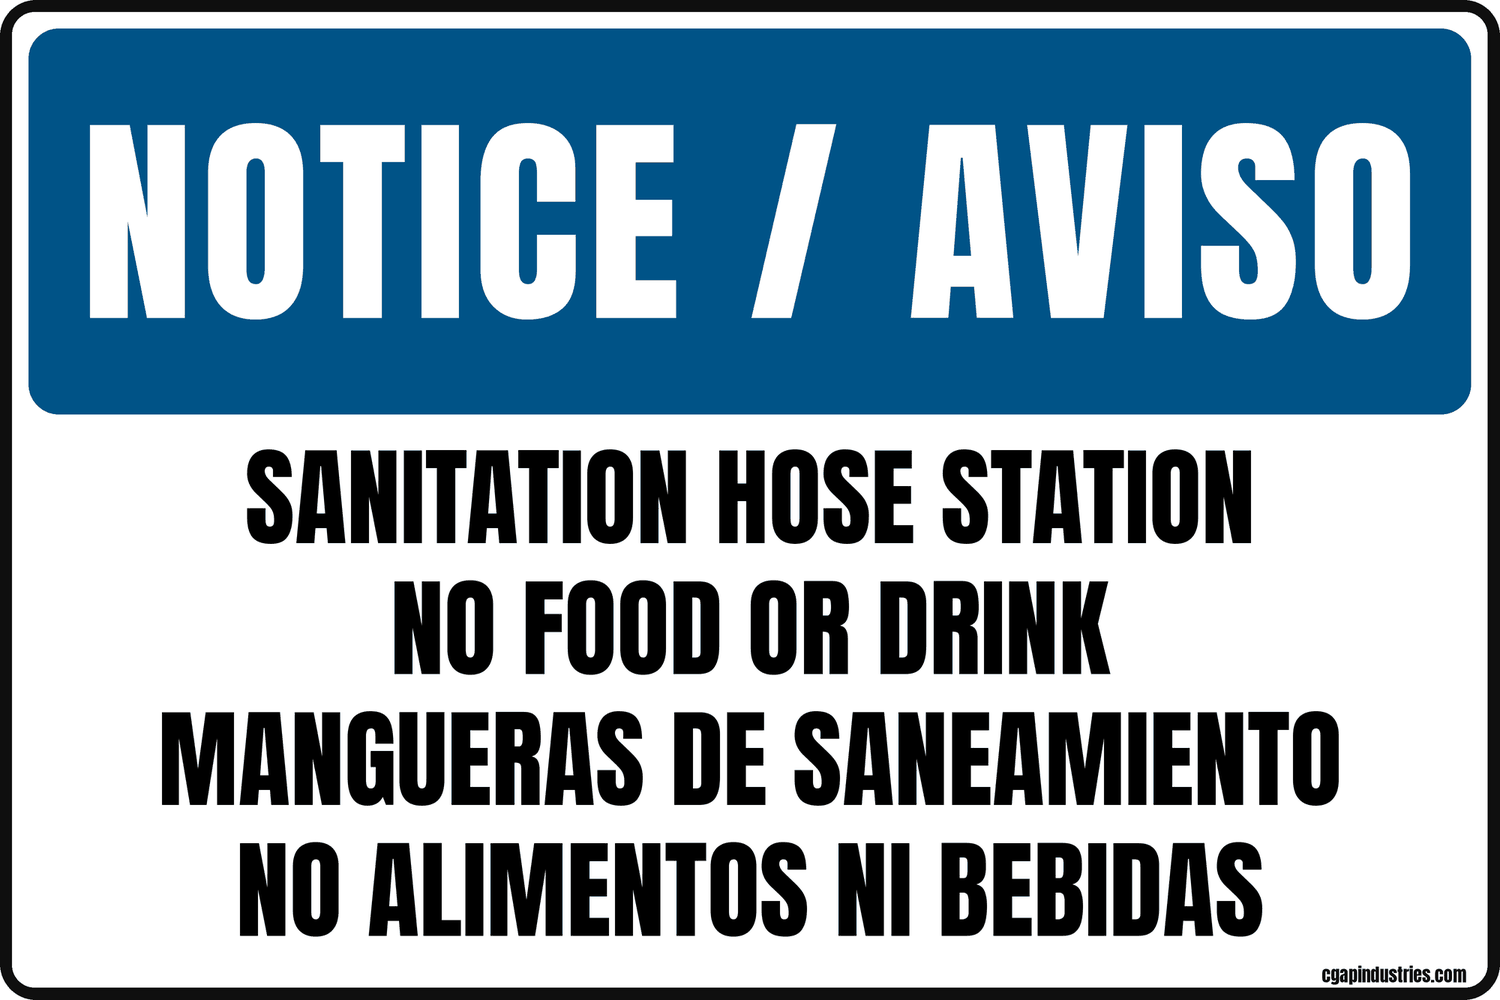 NOTICE / AVISO
SANITATION HOSE STATION
NO FOOD OR DRINK
MANGUERAS DE SANEAMIENTO
NO ALIMENTOS NI BEBIDAS
cgapindustries.com